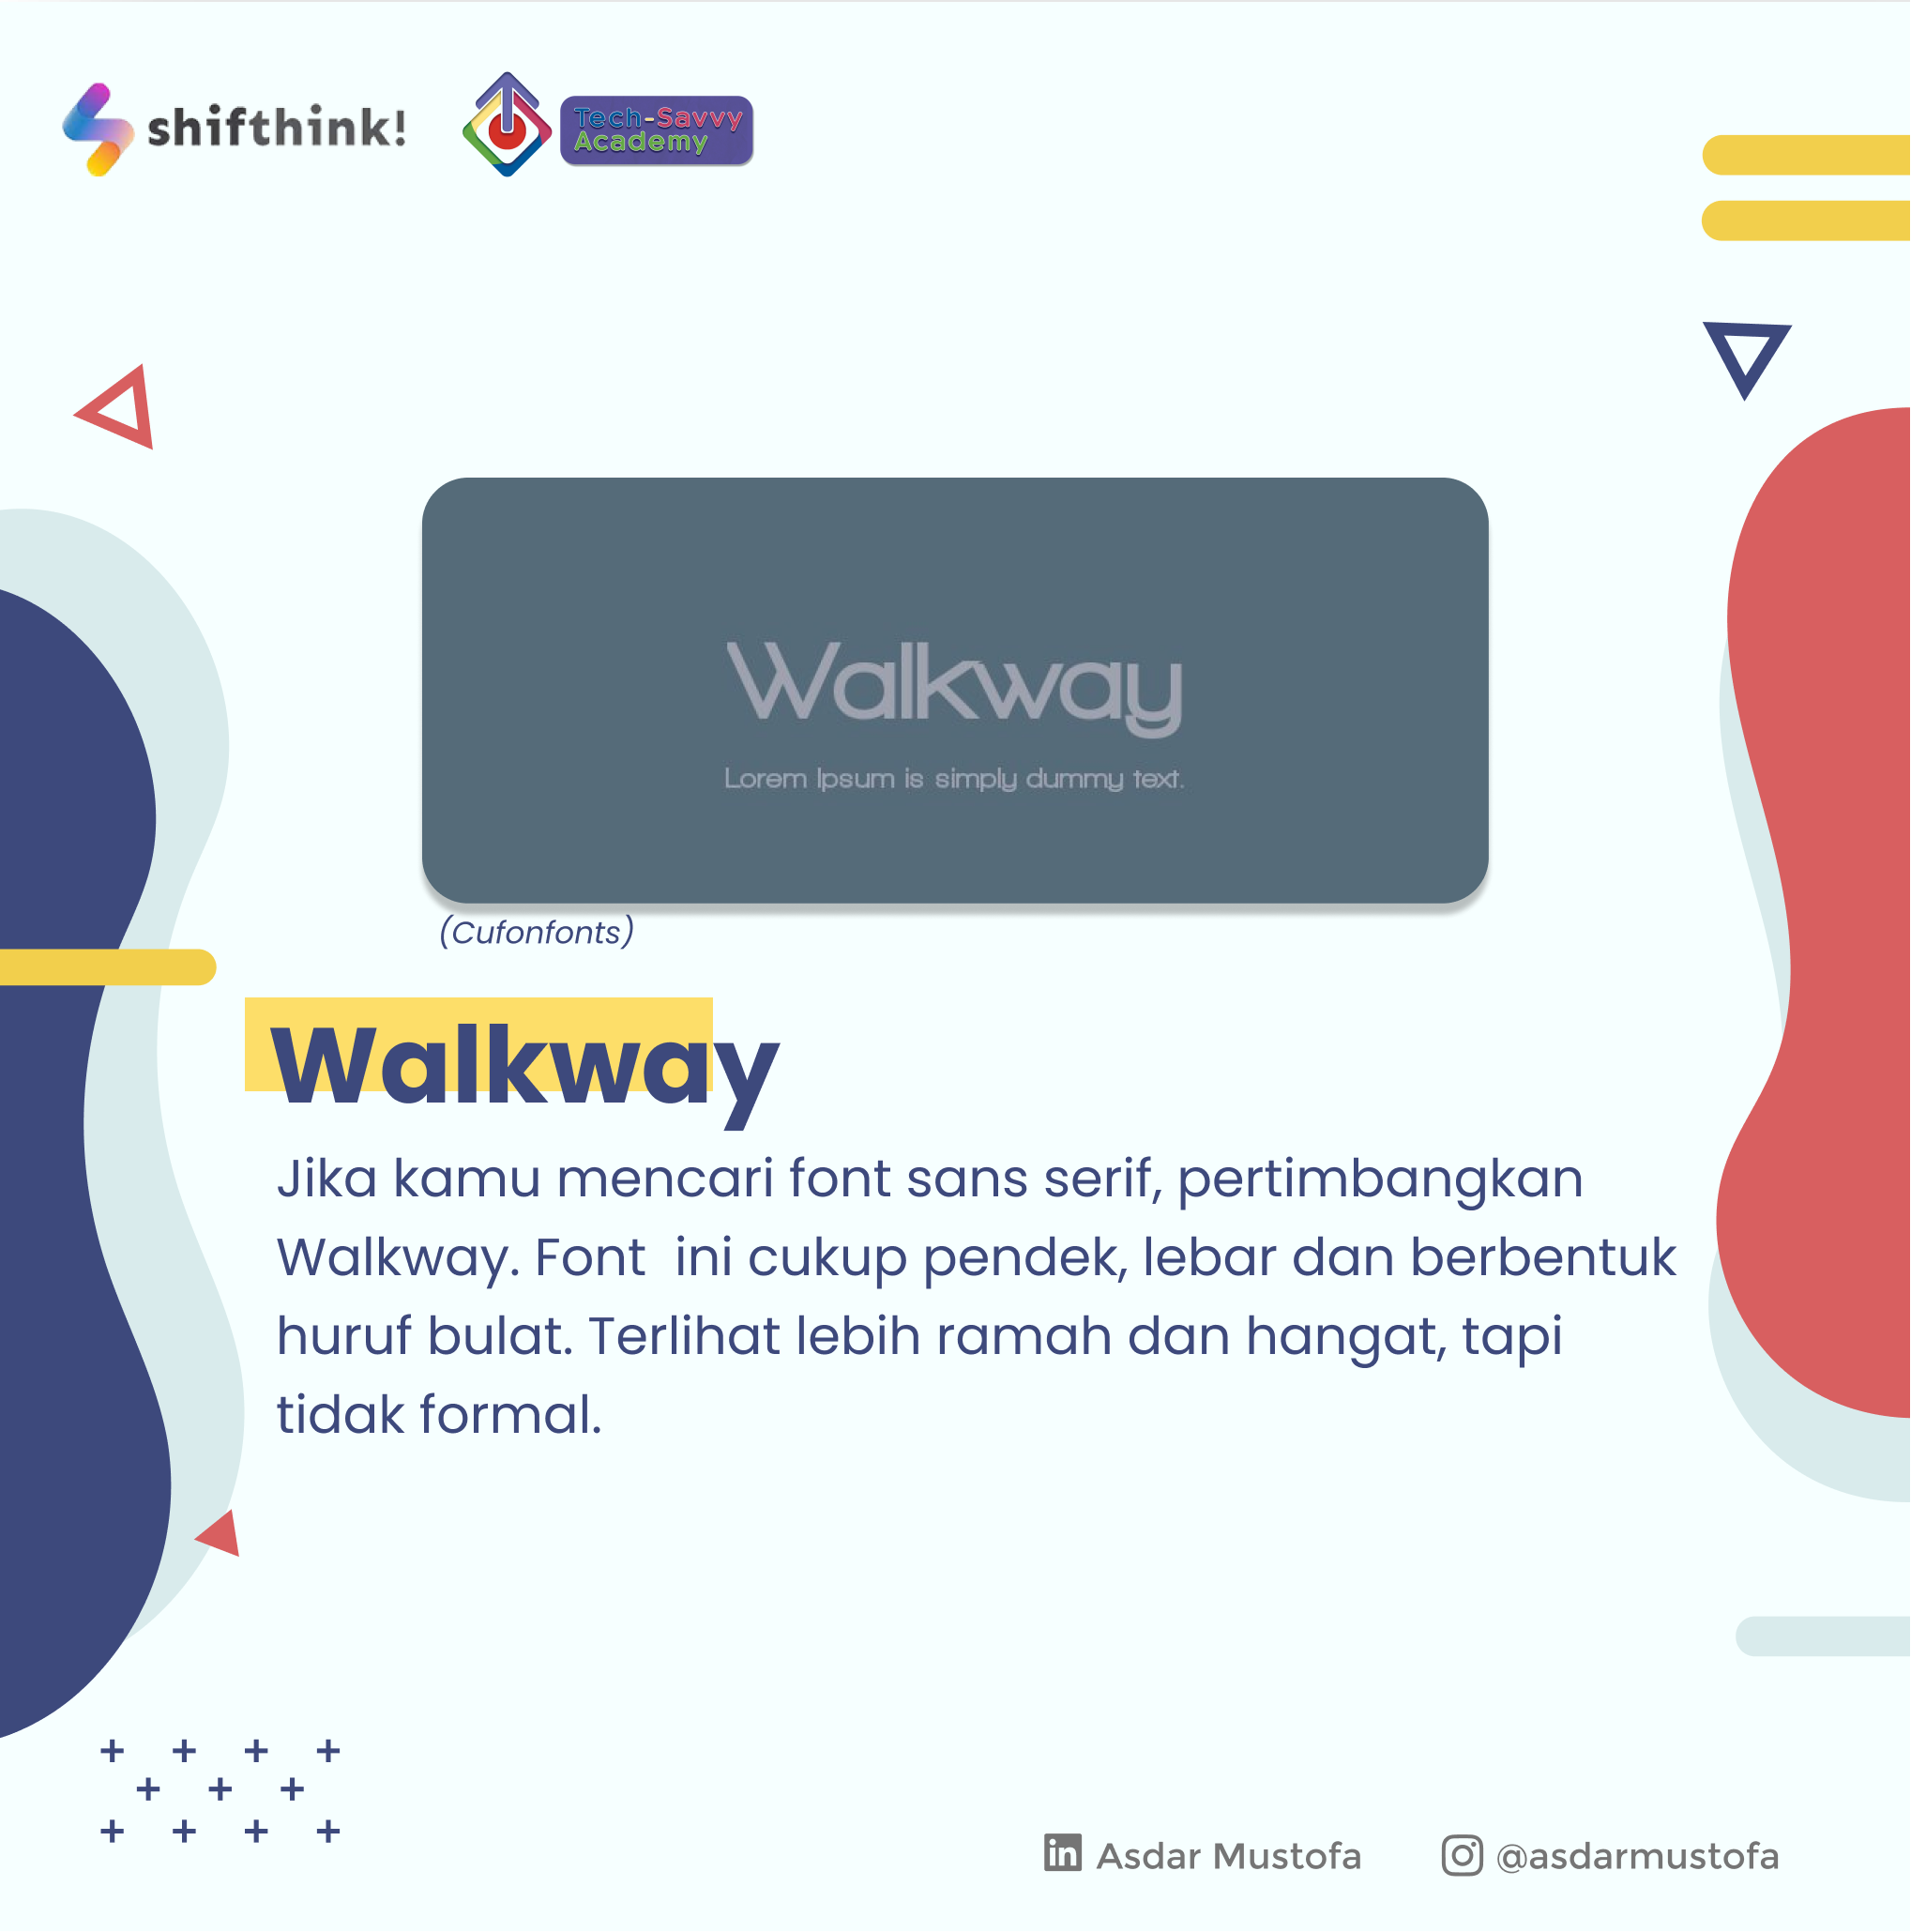 shifthink!
Tech-Savvy
Academy
Walkway
Lorem Ipsum is simply dummy text.
(Cufonfonts)
Walkway
Jika kamu mencari font sans serif, pertimbangkan
Walkway. Font  ini cukup pendek, lebar dan berbentuk
huruf bulat. Terlihat lebih ramah dan hangat, tapi
tidak formal.
in Asdar Mustofa
@asdarmustofa